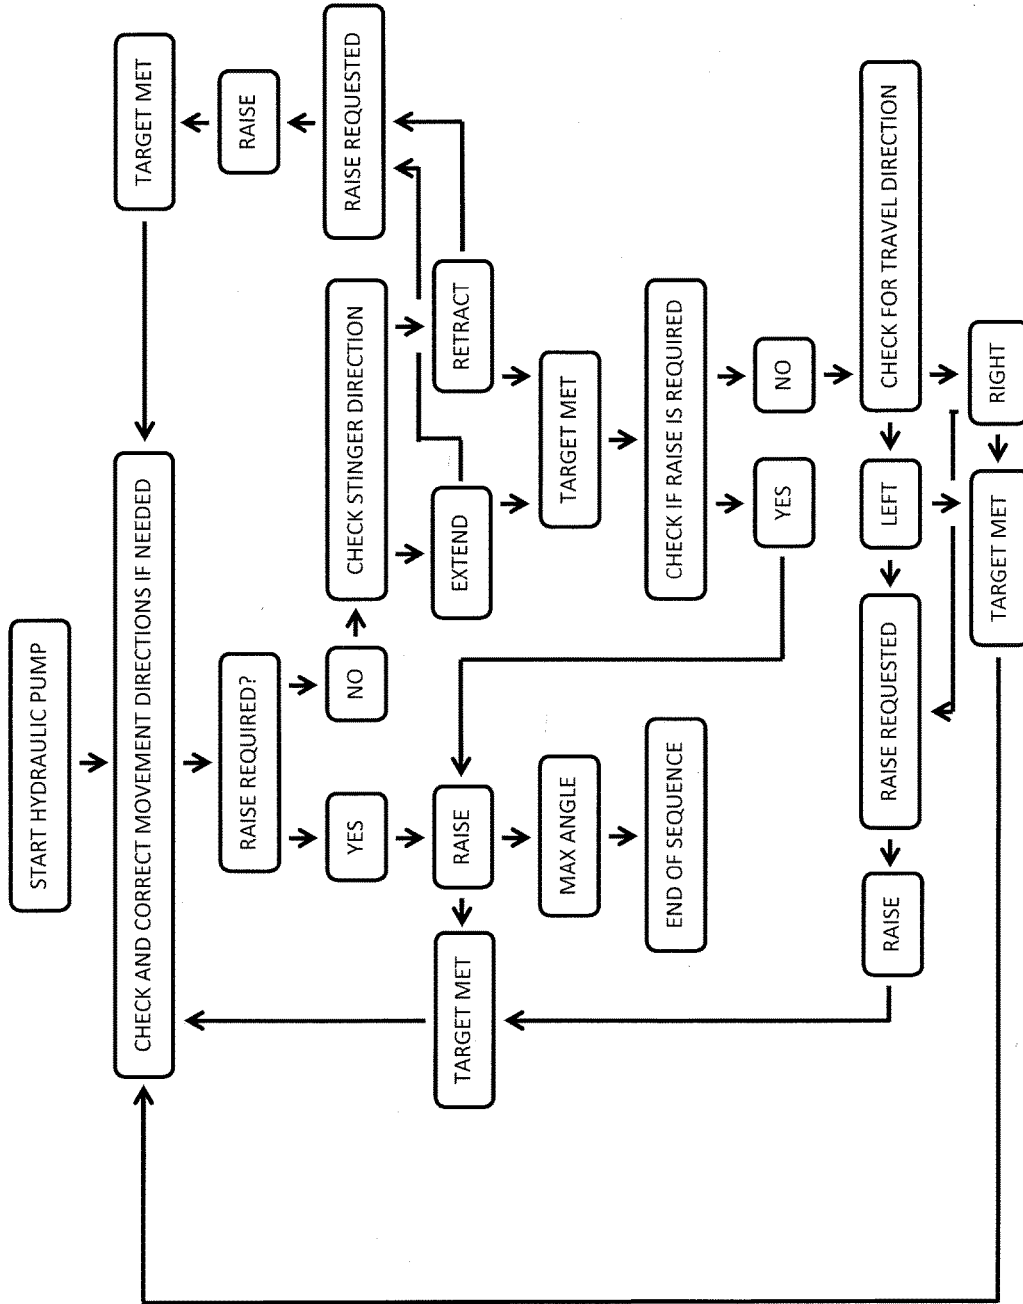 START HYDRAULIC PUMP
CHECK AND CORRECT MOVEMENT DIRECTIONS IF NEEDED
TARGET MET
RAISE
RAISE REQUESTED
RAISE REQUIRED?
YES
NO
CHECK STINGER DIRECTION
TARGET MET
RAISE
EXTEND
RETRACT
MAX ANGLE
TARGET MET
END OF SEQUENCE
CHECK IF RAISE IS REQUIRED
YES
NO
RAISE
RAISE REQUESTED
LEFT
CHECK FOR TRAVEL DIRECTION
TARGET MET
RIGHT